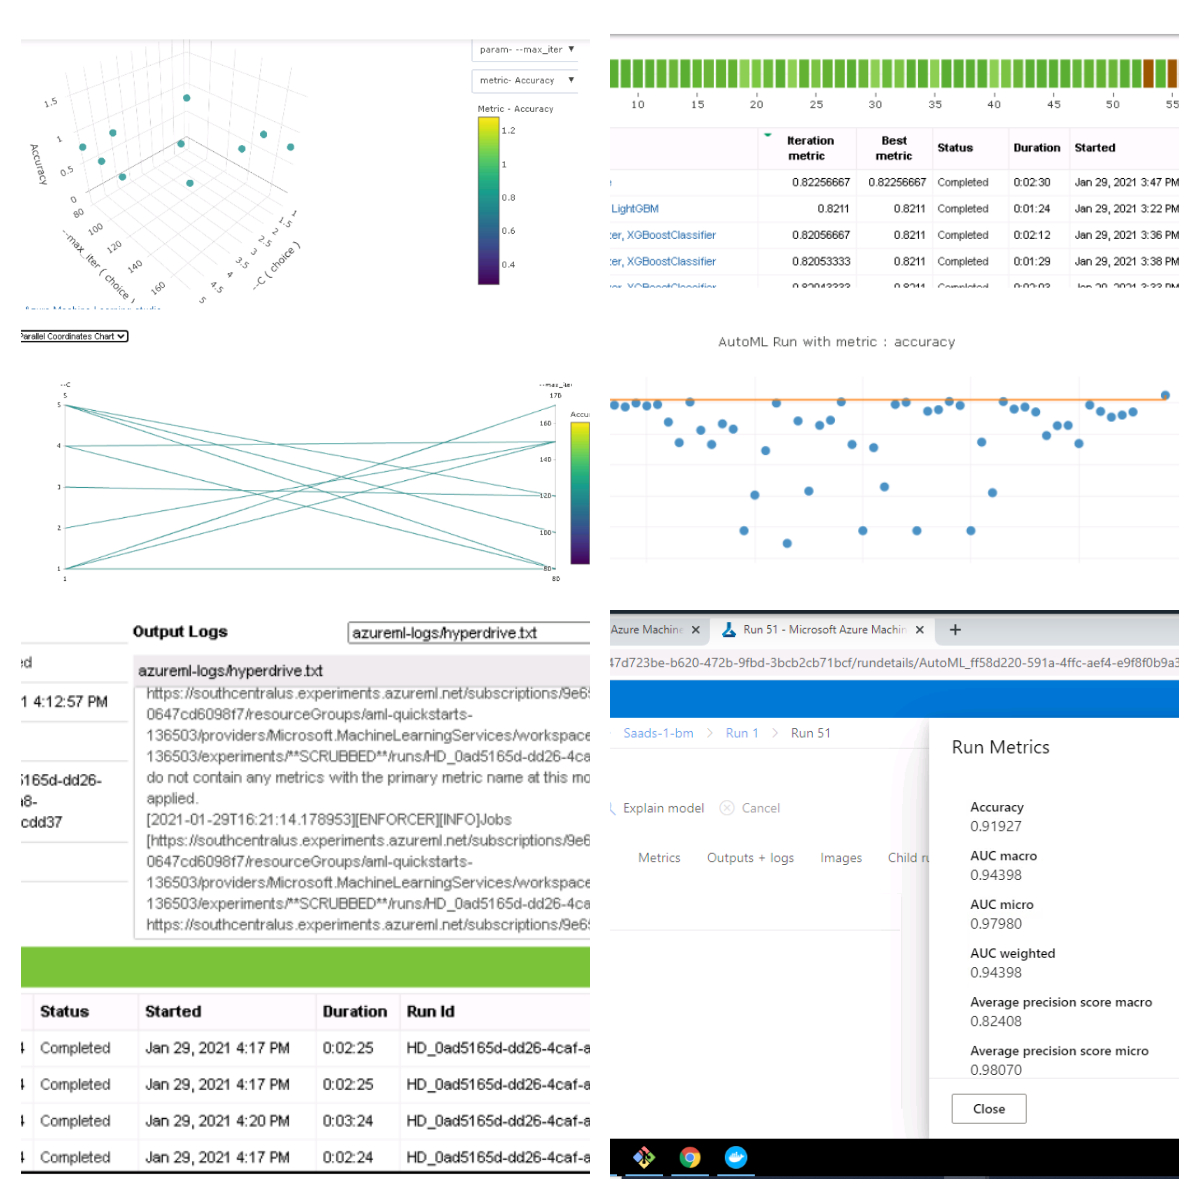 param- --max_iter ▼
metric- Accuracy ▼
Metric - Accuracy
1.2
1
0.8
0.6
0.4
1.5
1
0.5
0
Accuracy
80
100
120
140
160
--max_iter ( choice )
1
1.5
2
2.5
3
3.5
4
4.5
5
--C ( choice )
10 15 20 25 30 35 40 45 50 55
Iteration metric Best metric Status Duration Started
0.82256667 0.82256667 Completed 0:02:30 Jan 29, 2021 3:47 PM
LightGBM 0.8211 0.8211 Completed 0:01:24 Jan 29, 2021 3:22 PM
er, XGBoostClassifier 0.82056667 0.8211 Completed 0:02:12 Jan 29, 2021 3:36 PM
er, XGBoostClassifier 0.82053333 0.8211 Completed 0:01:29 Jan 29, 2021 3:38 PM
Parallel Coordinates Chart
--C
5
5
4
3
2
1
1
--max_iter
170
160
140
120
100
80
80
Accu
160
140
120
100
80
AutoML Run with metric : accuracy
Output Logs azureml-logs/hyperdrive.txt
azureml-logs/hyperdrive.txt
ed
1 4:12:57 PM
5165d-dd26-
a8-
cdd37
https://southcentralus.experiments.azureml.net/subscriptions/9e6
0647cd6098f7/resourceGroups/aml-quickstarts-
136503/providers/Microsoft.MachineLearningServices/workspace
136503/experiments/**SCRUBBED**/runs/HD_0ad5165d-dd26-4ca
do not contain any metrics with the primary metric name at this mo
applied.
[2021-01-29T16:21:14.178953][ENFORCER][INFO]Jobs
[https://southcentralus.experiments.azureml.net/subscriptions/9e6
0647cd6098f7/resourceGroups/aml-quickstarts-
136503/providers/Microsoft.MachineLearningServices/workspace
136503/experiments/**SCRUBBED**/runs/HD_0ad5165d-dd26-4ca
https://southcentralus.experiments.azureml.net/subscriptions/9e6
Status Started Duration Run Id
Completed Jan 29, 2021 4:17 PM 0:02:25 HD_0ad5165d-dd26-4caf-a
Completed Jan 29, 2021 4:17 PM 0:02:25 HD_0ad5165d-dd26-4caf-a
Completed Jan 29, 2021 4:20 PM 0:03:24 HD_0ad5165d-dd26-4caf-a
Completed Jan 29, 2021 4:17 PM 0:02:24 HD_0ad5165d-dd26-4caf-a
Azure Machine × Run 51 - Microsoft Azure Machin × +
47d723be-b620-472b-9fbd-3bcb2cb71bcf/rundetails/AutoML_ff58d220-591a-4ffc-aef4-e9f8f0b9a3
Saads-1-bm > Run 1 > Run 51
Explain model Cancel
Metrics Outputs + logs Images Child ru
Run Metrics
Accuracy
0.91927
AUC macro
0.94398
AUC micro
0.97980
AUC weighted
0.94398
Average precision score macro
0.82408
Average precision score micro
0.98070
Close